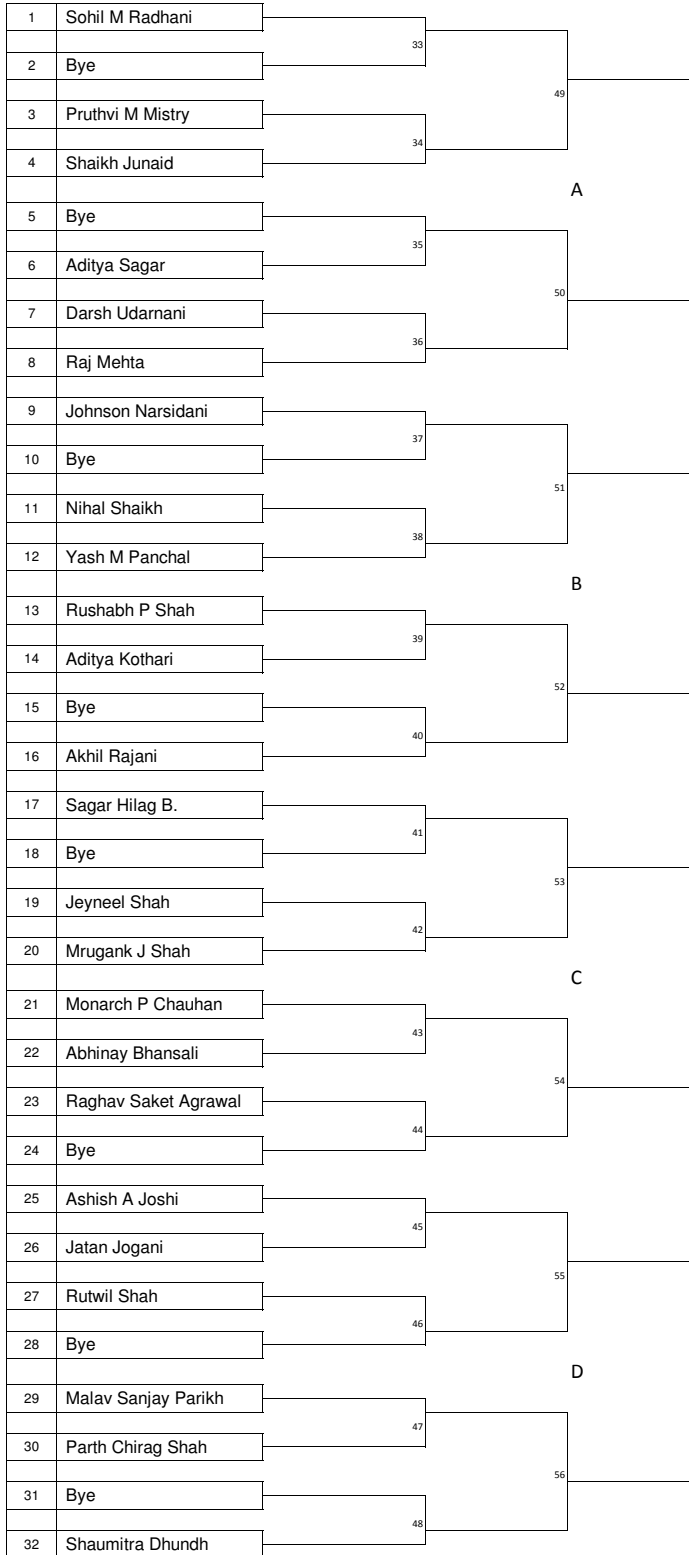 1 Sohil M Radhani
33
2 Bye
49
3 Pruthvi M Mistry
34
4 Shaikh Junaid
A
5 Bye
35
6 Aditya Sagar
50
7 Darsh Udarnani
36
8 Raj Mehta
9 Johnson Narsidani
37
10 Bye
51
11 Nihal Shaikh
38
12 Yash M Panchal
B
13 Rushabh P Shah
39
14 Aditya Kothari
52
15 Bye
40
16 Akhil Rajani
17 Sagar Hilag B.
41
18 Bye
53
19 Jeyneel Shah
42
20 Mrugank J Shah
C
21 Monarch P Chauhan
43
22 Abhinay Bhansali
54
23 Raghav Saket Agrawal
44
24 Bye
25 Ashish A Joshi
45
26 Jatan Jogani
55
27 Rutwil Shah
46
28 Bye
D
29 Malav Sanjay Parikh
47
30 Parth Chirag Shah
56
31 Bye
48
32 Shaumitra Dhundh